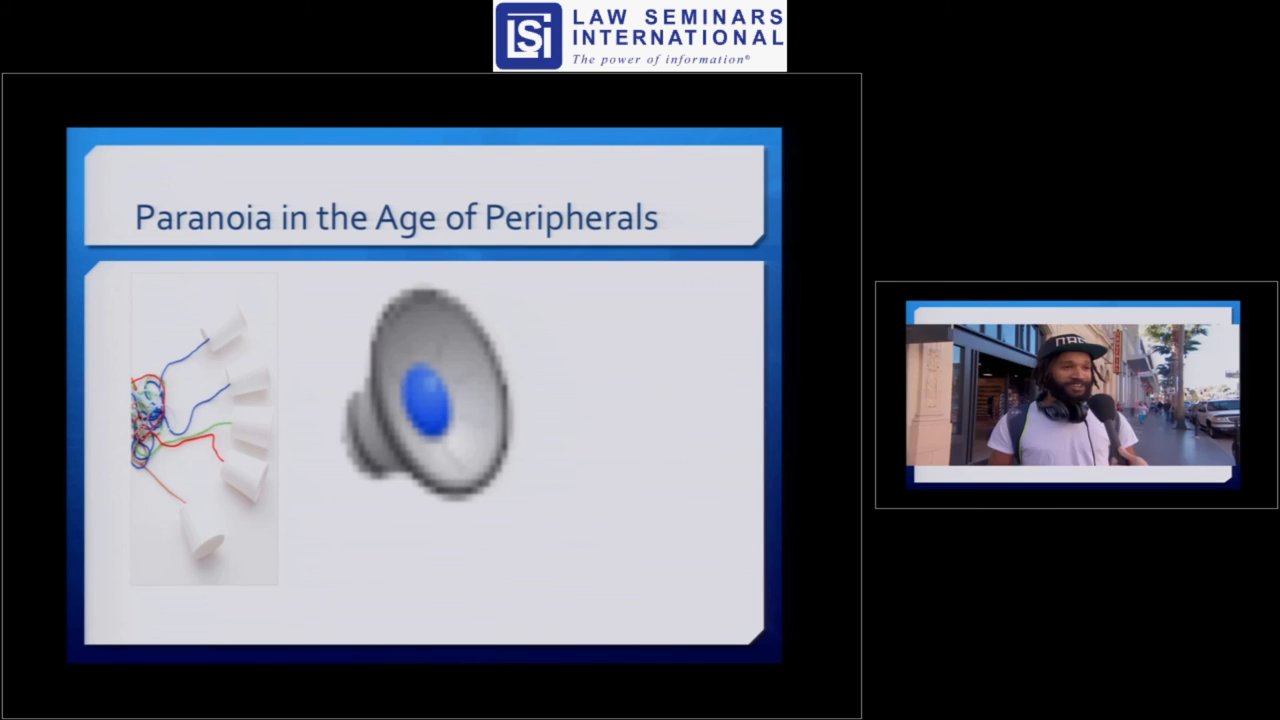 LSi
LAW SEMINARS
INTERNATIONAL
The power of information®
Paranoia in the Age of Peripherals